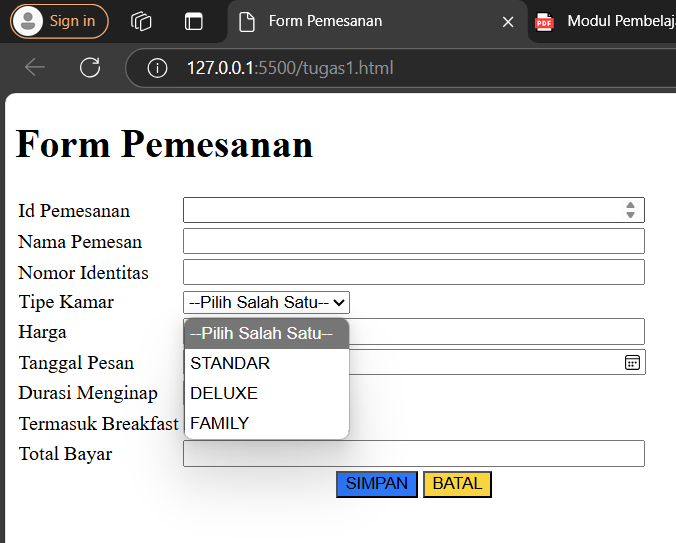 Sign in
Form Pemesanan
PDF
Modul Pembelaj
127.0.0.1:5500/tugas1.html
Form Pemesanan
Id Pemesanan
Nama Pemesan
Nomor Identitas
Tipe Kamar --Pilih Salah Satu--
Harga
--Pilih Salah Satu--
Tanggal Pesan
STANDAR
Durasi Menginap
DELUXE
Termasuk Breakfast
FAMILY
Total Bayar
SIMPAN BATAL